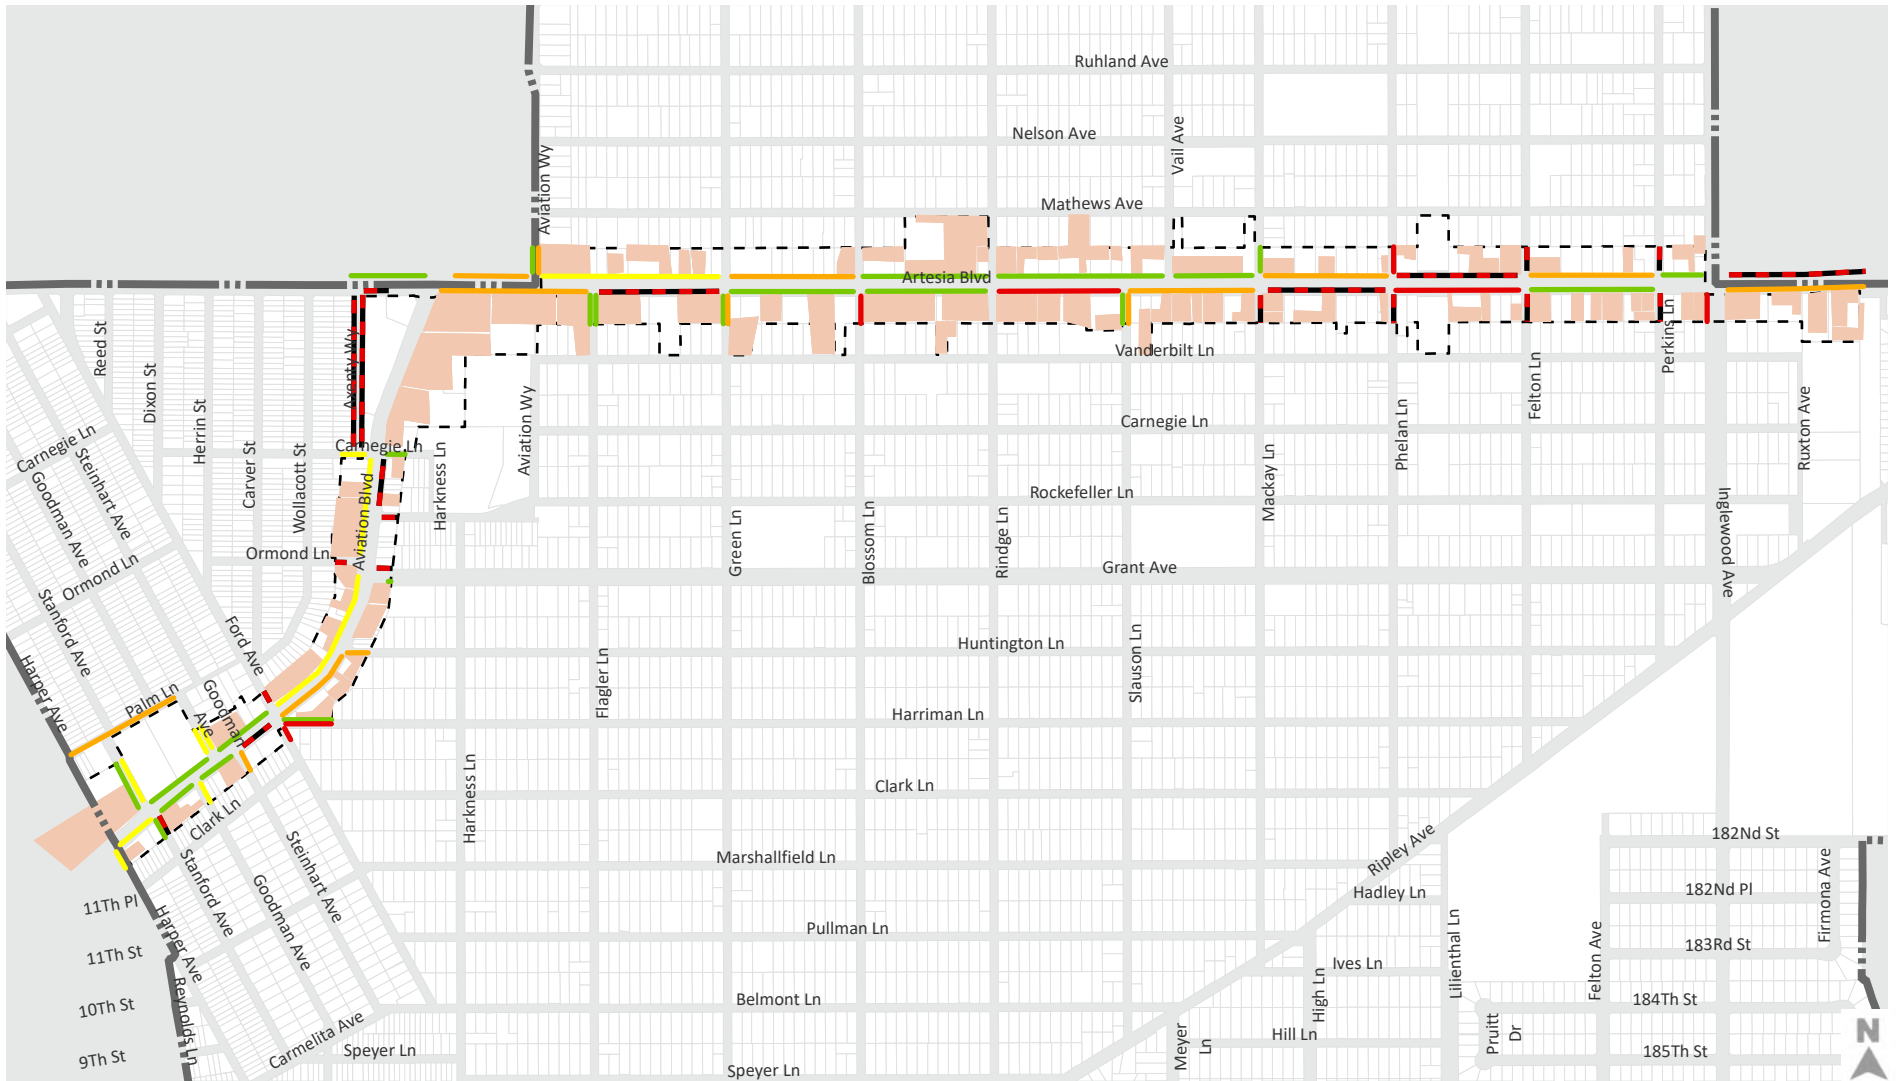 Ruhland Ave
Nelson Ave
Vail Ave
Aviation Wy
Mathews Ave
Artesia Blvd
Reed St
Dixon St
Herrin St
Carver St
Wollacott St
Axenty Wy
Carnegie Ln
Aviation Blvd
Harkness Ln
Aviation Wy
Vanderbilt Ln
Carnegie Ln
Rockefeller Ln
Phelan Ln
Felton Ln
Perkins Ln
Ruxton Ave
Mackay Ln
Inglewood Ave
Carnegie Ln
Steinhart Ave
Goodman Ave
Ormond Ln
Stanford Ave
Ormond Ln
Green Ln
Blossom Ln
Rindge Ln
Grant Ave
Ford Ave
Harper Ave
Palm Ln
Goodman
Ave
Flagler Ln
Huntington Ln
Slauson Ln
Harriman Ln
Harkness Ln
Clark Ln
Clark Ln
Steinhart Ave
Stanford Ave
Goodman Ave
Marshallfield Ln
Ripley Ave
Hadley Ln
182Nd St
182Nd Pl
Firmona Ave
183Rd St
11Th Pl
11Th St
Harper Ave
Pullman Ln
Ives Ln
Lilienthal Ln
Felton Ave
10Th St
Reynolds Ln
Belmont Ln
High Ln
184Th St
9Th St
Carmelita Ave
Speyer Ln
Speyer Ln
Meyer
Ln
Hill Ln
Pruitt
Dr
185Th St
N